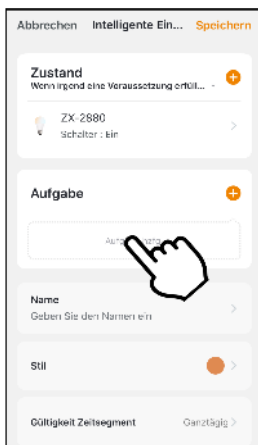 Abbrechen Intelligente Ein... Speichern
Zustand
Wenn irgend eine Voraussetzung erfüll...
ZX-2880
Schalter : Ein
Aufgabe
Name
Geben Sie den Namen ein
Stil
Gültigkeit Zeitsegment Ganztägig